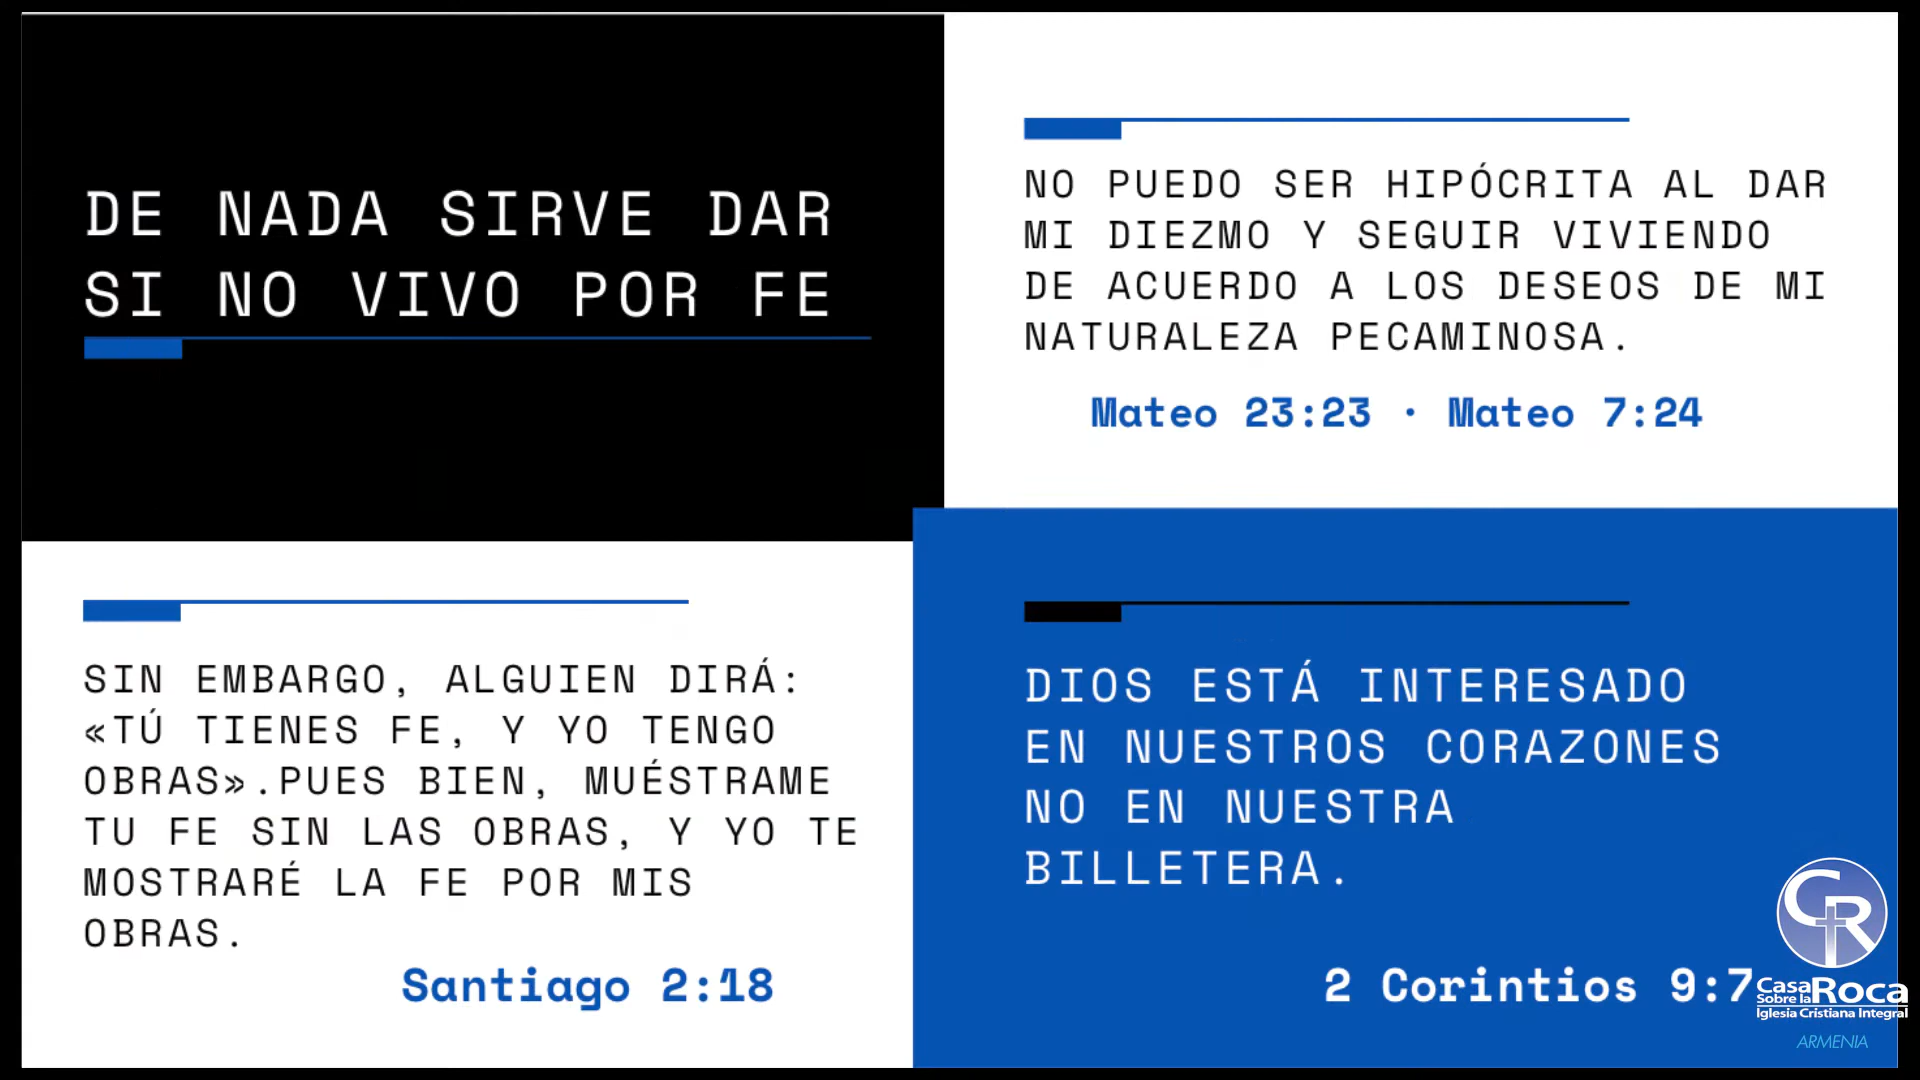 DE NADA SIRVE DAR
SI NO VIVO POR FE
NO PUEDO SER HIPÓCRITA AL DAR
MI DIEZMO Y SEGUIR VIVIENDO
DE ACUERDO A LOS DESEOS DE MI
NATURALEZA PECAMINOSA.
Mateo 23:23 · Mateo 7:24
SIN EMBARGO, ALGUIEN DIRÁ:
«TÚ TIENES FE, Y YO TENGO
OBRAS».PUES BIEN, MUÉSTRAME
TU FE SIN LAS OBRAS, Y YO TE
MOSTRARÉ LA FE POR MIS
OBRAS.
Santiago 2:18
DIOS ESTÁ INTERESADO
EN NUESTROS CORAZONES
NO EN NUESTRA
BILLETERA.
2 Corintios 9:7
CR
Casa
Sobre la Roca
Iglesia Cristiana Integral
ARMENIA